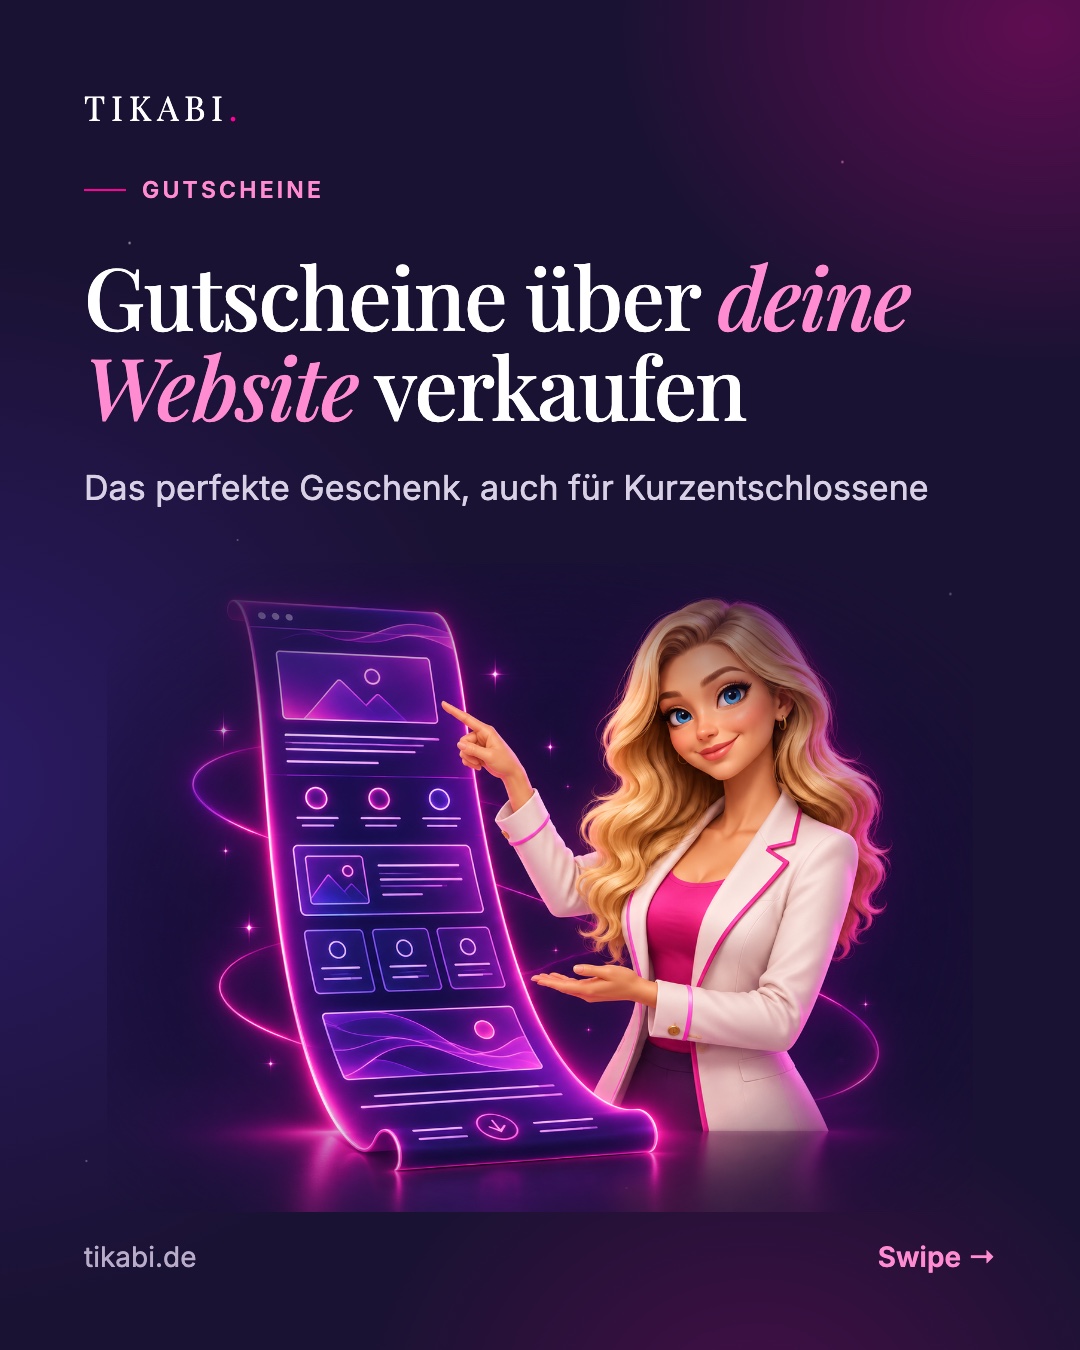 TIKABI.
GUTSCHEINE
Gutscheine über deine
Website verkaufen
Das perfekte Geschenk, auch für Kurzentschlossene
tikabi.de
Swipe →